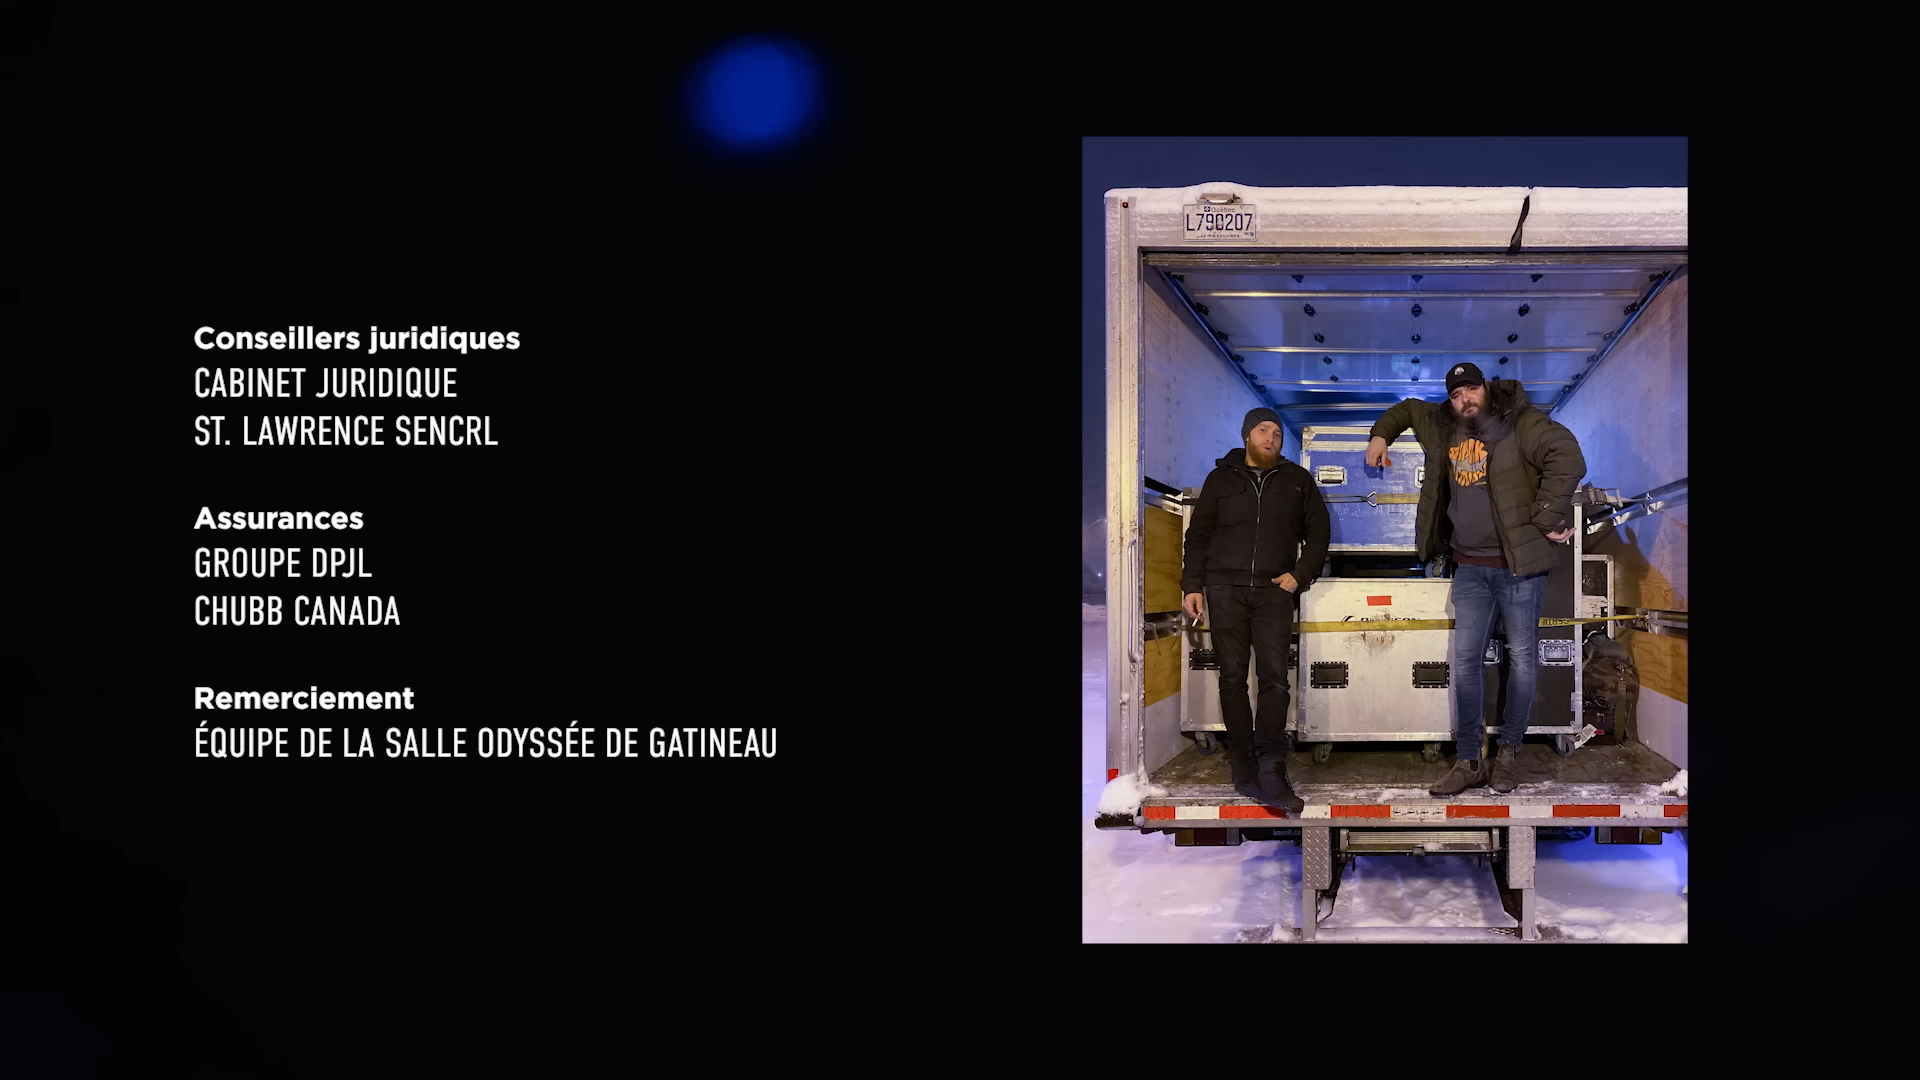 Conseillers juridiques
CABINET JURIDIQUE
ST. LAWRENCE SENCRL
Assurances
GROUPE DPJL
CHUBB CANADA
Remerciement
ÉQUIPE DE LA SALLE ODYSSÉE DE GATINEAU
Québec
L790207